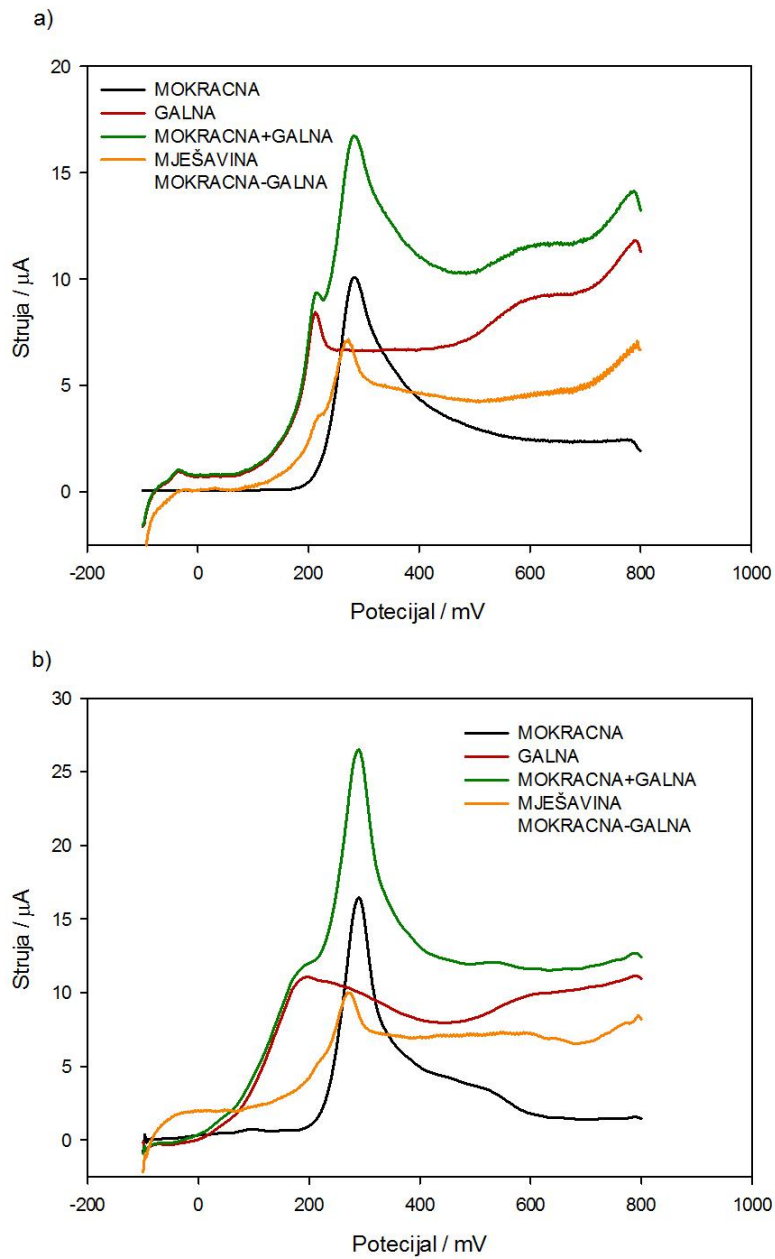 a)
20
15
10
5
0
Struja / µA
MOKRACNA
GALNA
MOKRACNA+GALNA
MJEŠAVINA
MOKRACNA-GALNA
-200 0 200 400 600 800 1000
Potecijal / mV
b)
30
25
20
15
10
5
0
Struja / µA
MOKRACNA
GALNA
MOKRACNA+GALNA
MJEŠAVINA
MOKRACNA-GALNA
-200 0 200 400 600 800 1000
Potecijal / mV